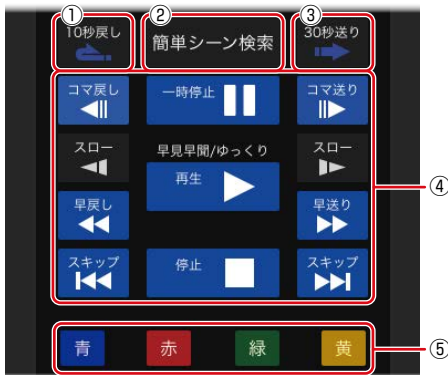 ① ② ③
10秒戻し 簡単シーン検索 30秒送り
コマ戻し 一時停止 コマ送り
スロー 早見早聞/ゆっくり スロー
④
再生
早戻し 早送り
スキップ 停止 スキップ
青 赤 緑 黄 ⑤